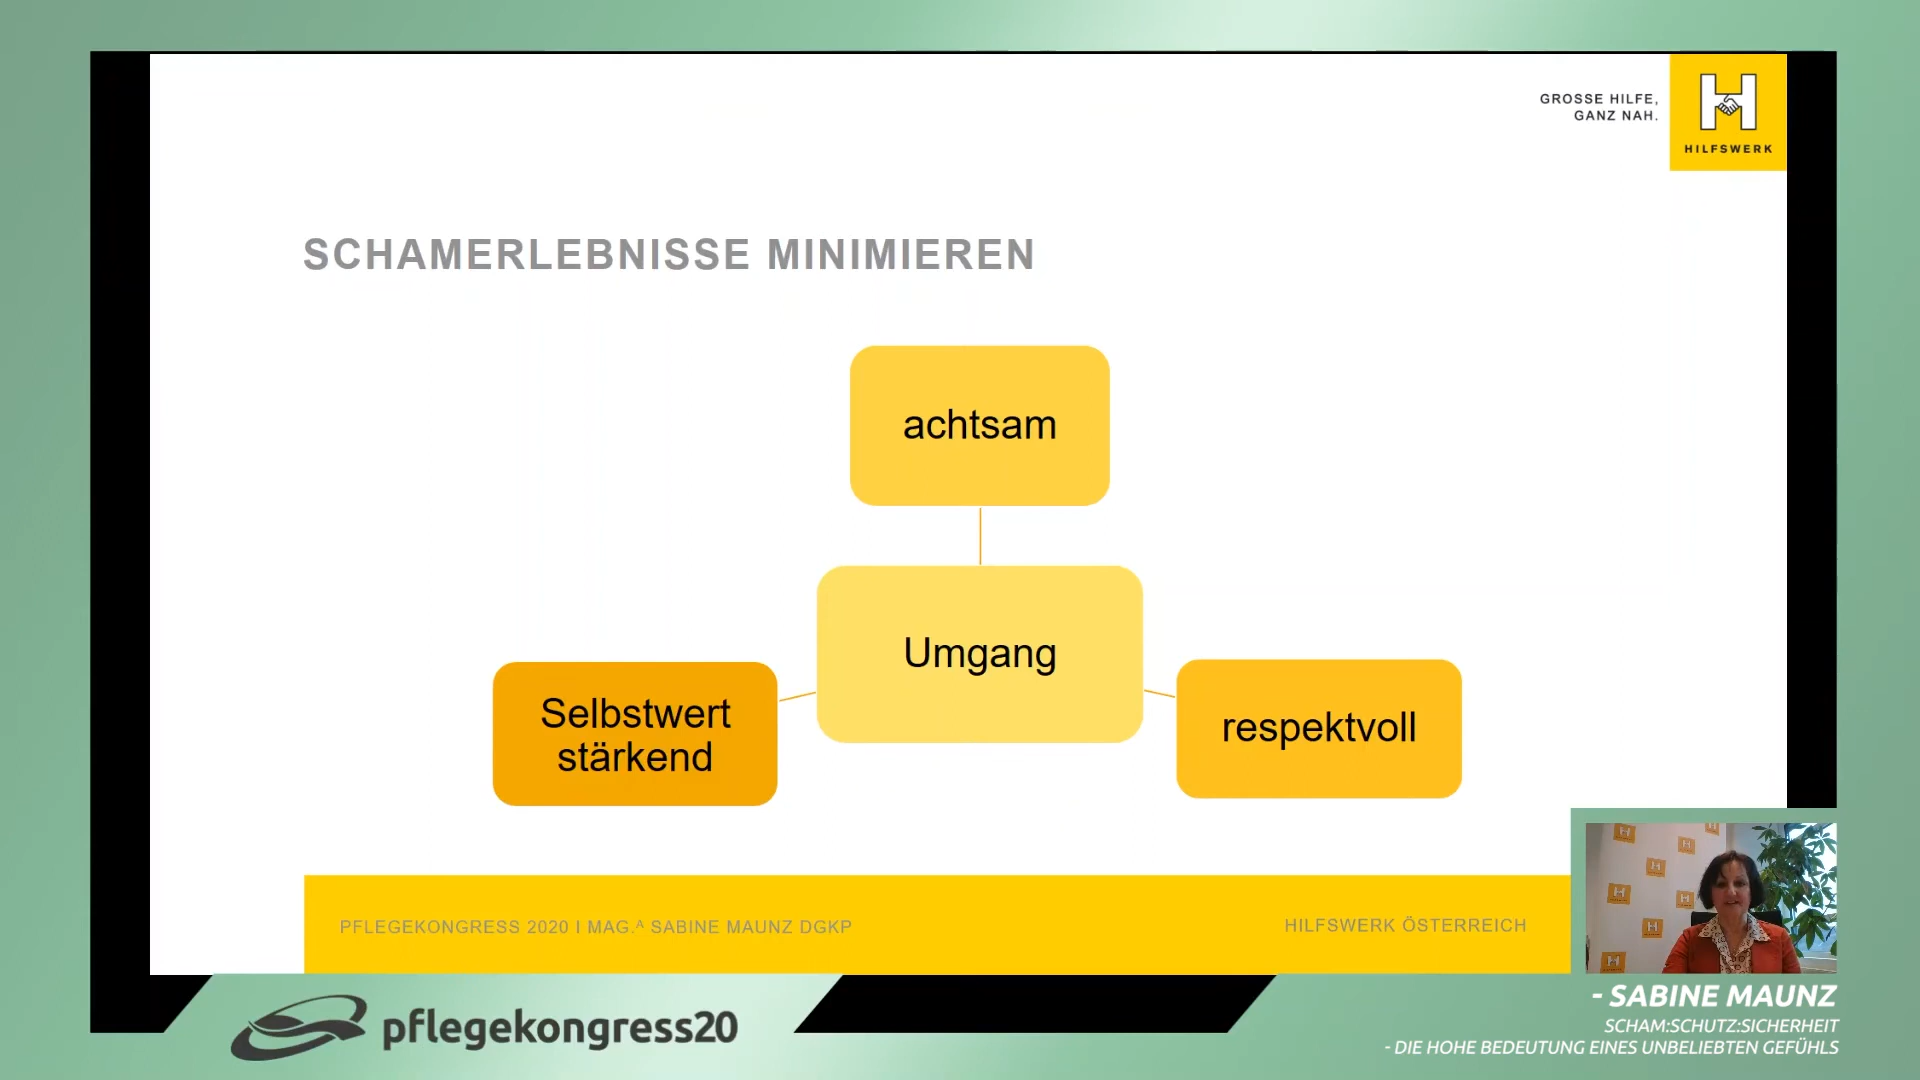 GROSSE HILFE,
GANZ NAH.
HILFSWERK
SCHAMERLEBNISSE MINIMIEREN
achtsam
Umgang
Selbstwert
stärkend
respektvoll
PFLEGEKONGRESS 2020 I MAG.ᴬ SABINE MAUNZ DGKP
HILFSWERK ÖSTERREICH
pflegekongress20
- SABINE MAUNZ
SCHAM:SCHUTZ:SICHERHEIT
- DIE HOHE BEDEUTUNG EINES UNBELIEBTEN GEFÜHLS